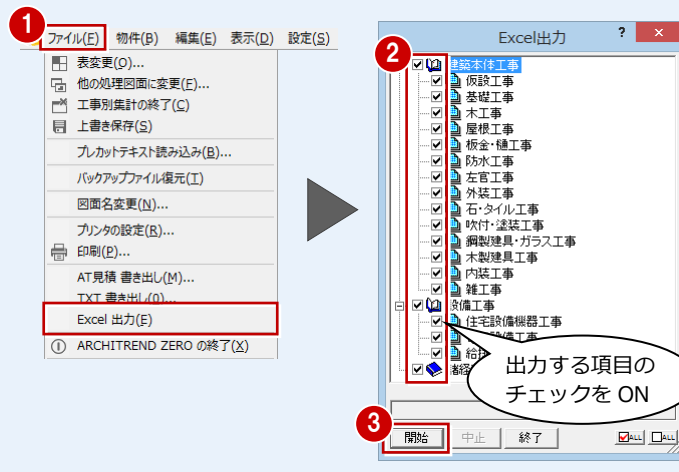 1
ファイル(F) 物件(B) 編集(E) 表示(D) 設定(S)
表変更(O)...
他の処理図面に変更(F)...
工事別集計の終了(C)
上書き保存(S)
プレカットテキスト読み込み(B)...
バックアップファイル復元(T)
図面名変更(N)...
プリンタの設定(R)...
印刷(P)...
AT見積 書き出し(M)...
TXT 書き出し(0)...
Excel 出力(E)
ARCHITREND ZERO の終了(X)
Excel出力 ? ×
2
建築本体工事
仮設工事
基礎工事
木工事
屋根工事
板金・樋工事
防水工事
左官工事
外装工事
石・タイル工事
吹付・塗装工事
鋼製建具・ガラス工事
木製建具工事
内装工事
雑工事
設備工事
住宅設備機器工事
出力する項目の
チェックを ON
3
開始 中止 終了 ALL ALL